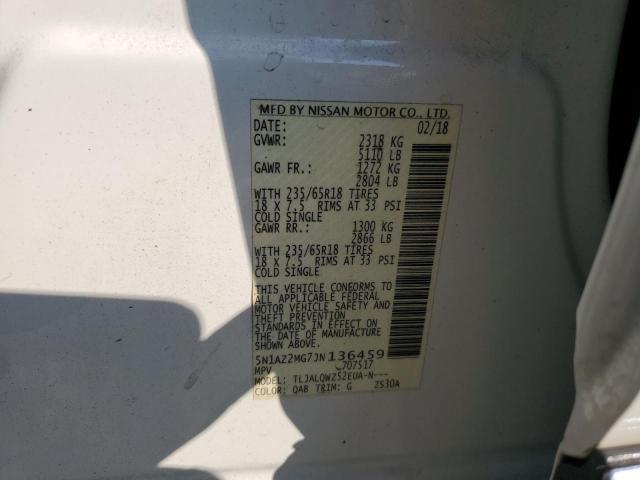 MFD BY NISSAN MOTOR CO., LTD.
DATE: 02/18
GVWR: 2318 KG
5110 LB
GAWR FR.: 1272 KG
2804 LB
WITH 235/65R18 TIRES
18 X 7.5 RIMS AT 33 PSI
COLD SINGLE
GAWR RR.: 1300 KG
2866 LB
WITH 235/65R18 TIRES
18 X 7.5 RIMS AT 33 PSI
COLD SINGLE
THIS VEHICLE CONFORMS TO
ALL APPLICABLE FEDERAL
MOTOR VEHICLE SAFETY AND
THEFT PREVENTION
STANDARDS IN EFFECT ON
THE DATE OF MANUFACTURE
SHOWN ABOVE.
5N1AZ2MG7JN136459
MPV C707517
MODEL: TLJALQWZ52EUA-N---
COLOR: QAB TRIM: G ZS30A